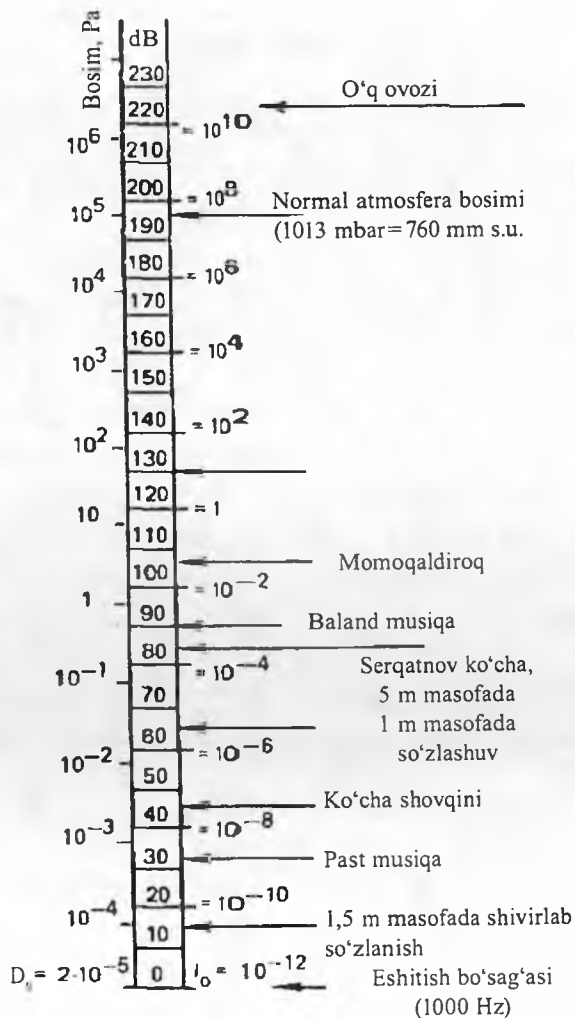 Bosim, Pa
dB
230
220
O‘q ovozi
= 10^10
10^6
210
200
= 10^8
Normal atmosfera bosimi
10^5
190
(1013 mbar=760 mm s.u.
180
= 10^6
10^4
170
160
= 10^4
10^3
150
140
= 10^2
10^2
130
120
= 1
10
110
Momoqaldiroq
100
= 10^−2
1
90
Baland musiqa
80
= 10^−4
Serqatnov ko‘cha,
10^−1
70
5 m masofada
1 m masofada
60
so‘zlashuv
= 10^−6
10^−2
50
Ko‘cha shovqini
40
= 10^−8
10^−3
30
Past musiqa
20
= 10^−10
10^−4
1,5 m masofada shivirlab
10
so‘zlanish
= 2·10^−5
0
I₀ = 10^−12
Eshitish bo‘sag‘asi
(1000 Hz)